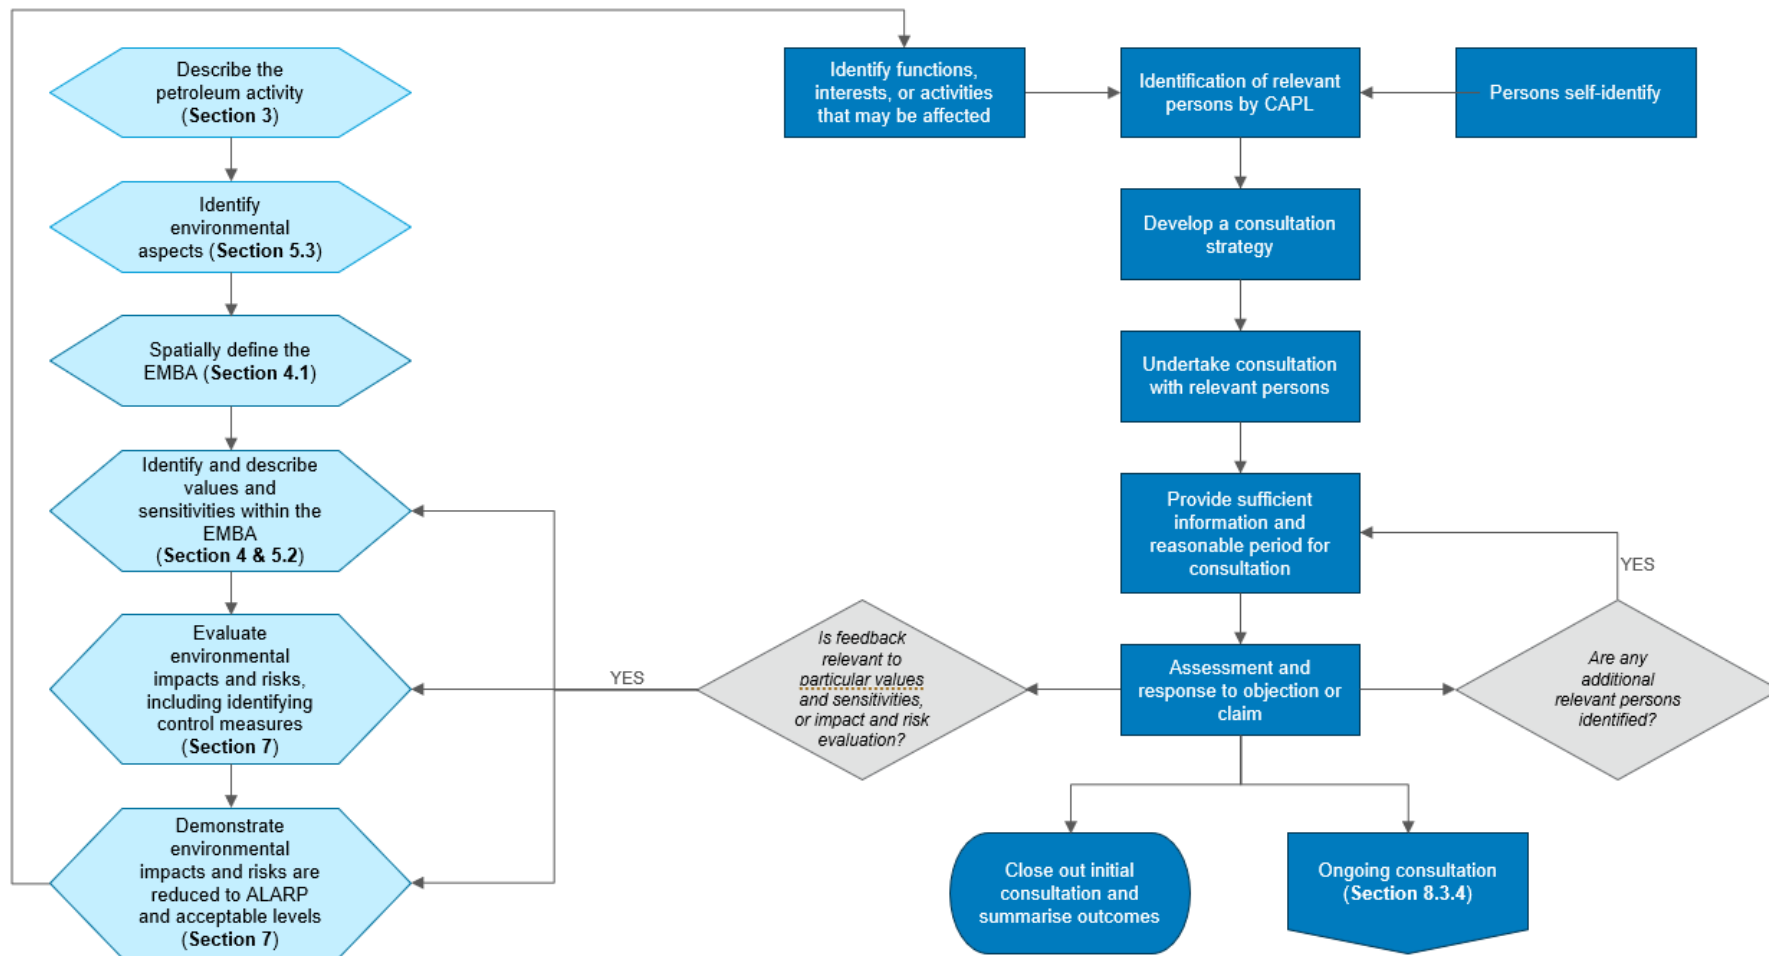 Describe the
petroleum activity
(Section 3)
Identify
environmental
aspects (Section 5.3)
Spatially define the
EMBA (Section 4.1)
Identify and describe
values and
sensitivities within the
EMBA
(Section 4 & 5.2)
Evaluate
environmental
impacts and risks,
including identifying
control measures
(Section 7)
Demonstrate
environmental
impacts and risks are
reduced to ALARP
and acceptable levels
(Section 7)
Identify functions,
interests, or activities
that may be affected
Identification of relevant
persons by CAPL
Persons self-identify
Develop a consultation
strategy
Undertake consultation
with relevant persons
Provide sufficient
information and
reasonable period for
consultation
YES
Is feedback
relevant to
particular values
and sensitivities,
or impact and risk
evaluation?
YES
Assessment and
response to objection or
claim
Are any
additional
relevant persons
identified?
Close out initial
consultation and
summarise outcomes
Ongoing consultation
(Section 8.3.4)